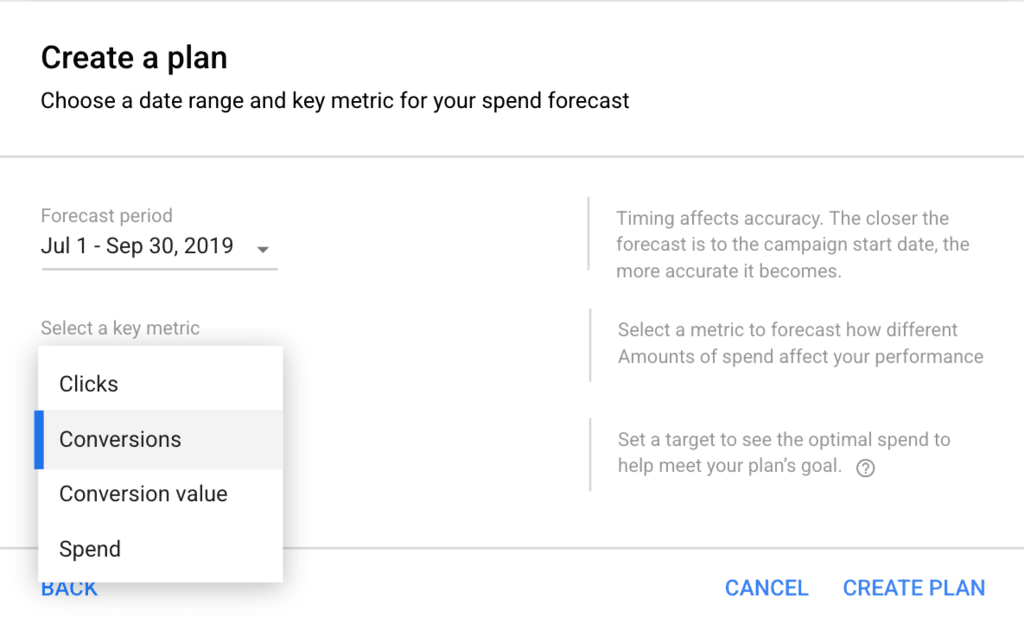 Create a plan
Choose a date range and key metric for your spend forecast
Forecast period
Jul 1 - Sep 30, 2019
Timing affects accuracy. The closer the
forecast is to the campaign start date, the
more accurate it becomes.
Select a key metric
Clicks
Conversions
Conversion value
Spend
Select a metric to forecast how different
Amounts of spend affect your performance
Set a target to see the optimal spend to
help meet your plan's goal. ?
BACK
CANCEL
CREATE PLAN